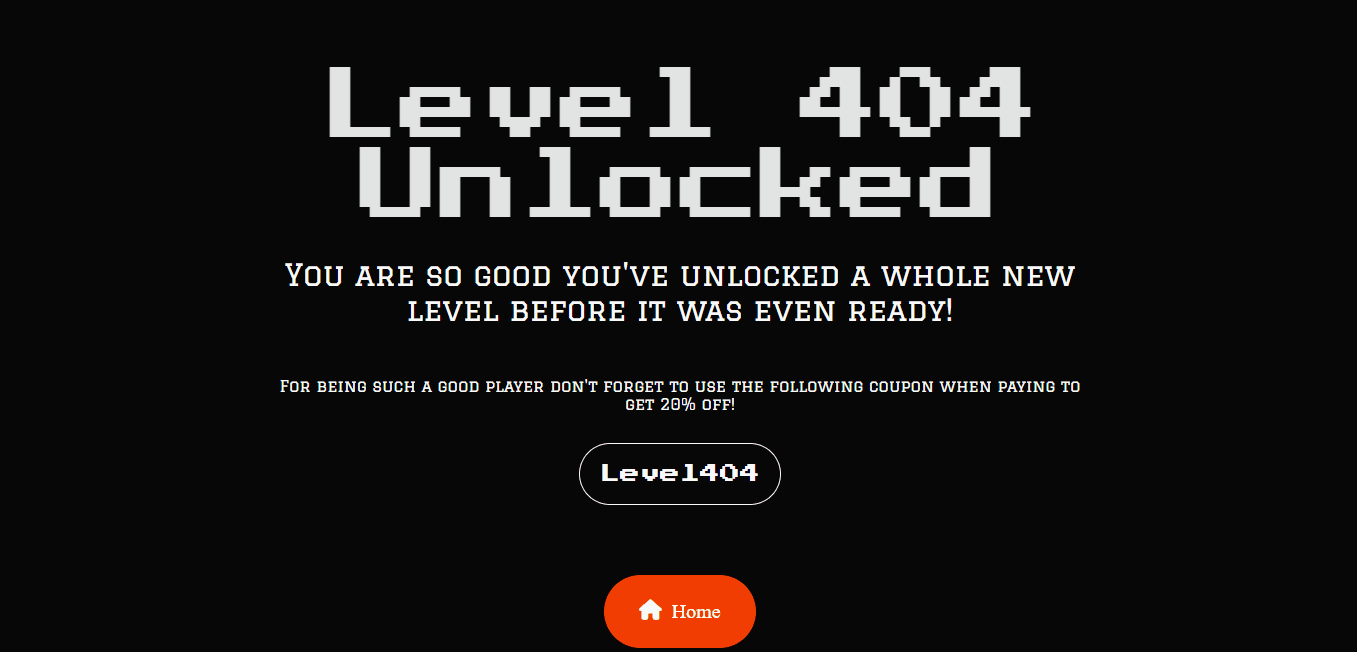 Level 404
Unlocked
You are so good you've unlocked a whole new
level before it was even ready!
For being such a good player don't forget to use the following coupon when paying to
get 20% off!
Level404
Home